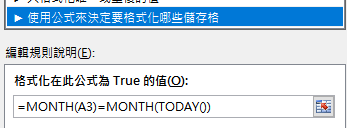 ► 使用公式來決定要格式化哪些儲存格
編輯規則說明(E):
格式化在此公式為 True 的值(O):
=MONTH(A3)=MONTH(TODAY())